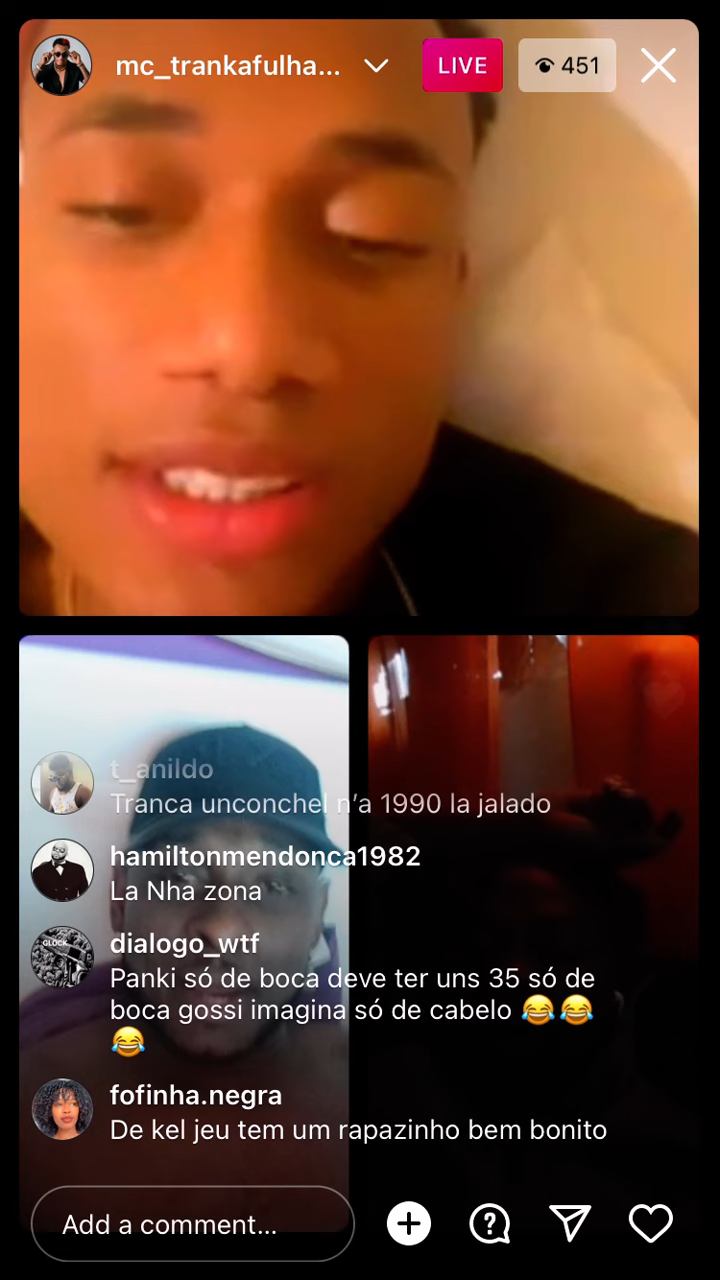 mc_trankafulha...
LIVE
451
t_anildo
Tranca unconchel n’a 1990 la jalado
hamiltonmendonca1982
La Nha zona
GLOCK
dialogo_wtf
Panki só de boca deve ter uns 35 só de
boca gossi imagina só de cabelo 😂😂
😂
fofinha.negra
De kel jeu tem um rapazinho bem bonito
Add a comment...